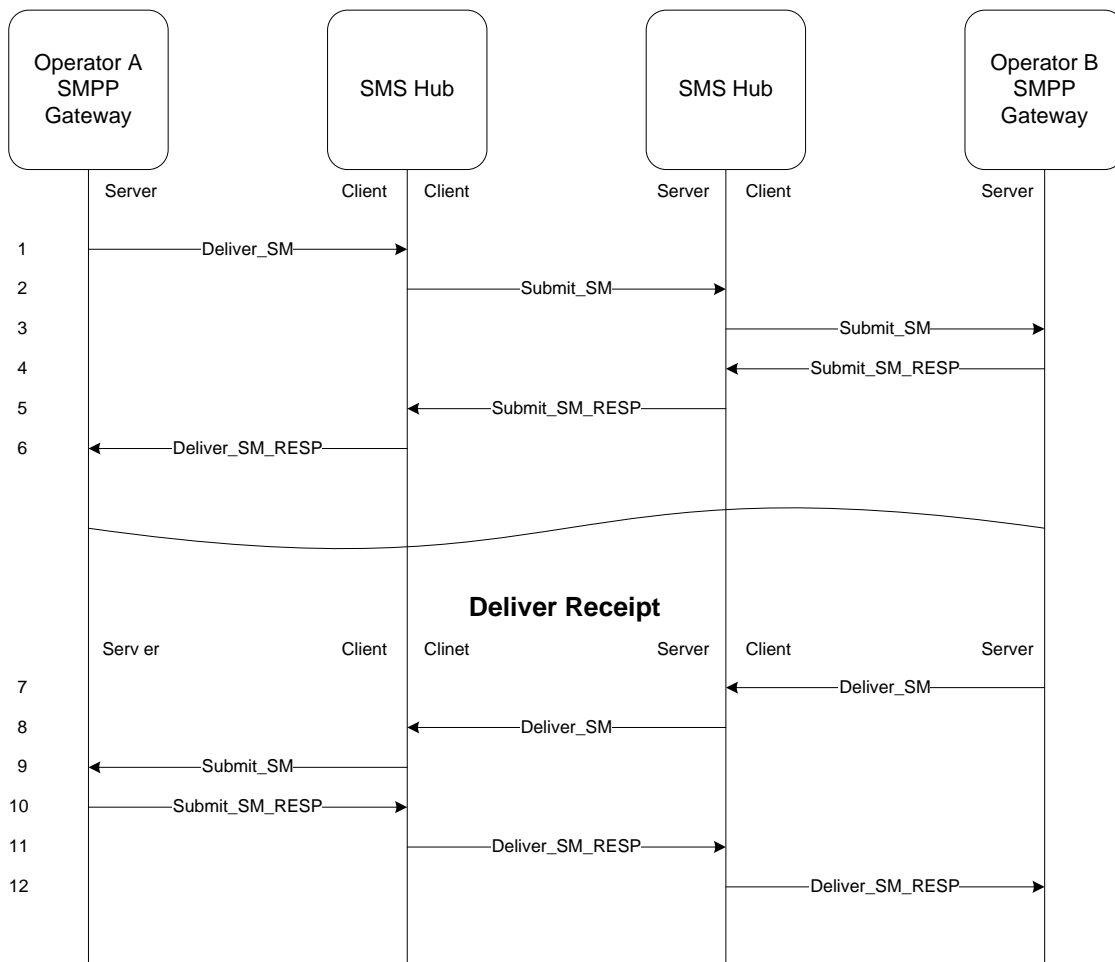 Operator A
SMPP
Gateway
SMS Hub
SMS Hub
Operator B
SMPP
Gateway
Server
Client
Client
Server
Client
Server
1
Deliver_SM
2
Submit_SM
3
Submit_SM
4
Submit_SM_RESP
5
Submit_SM_RESP
6
Deliver_SM_RESP
Deliver Receipt
Serv er
Client
Clinet
Server
Client
Server
7
Deliver_SM
8
Deliver_SM
9
Submit_SM
10
Submit_SM_RESP
11
Deliver_SM_RESP
12
Deliver_SM_RESP